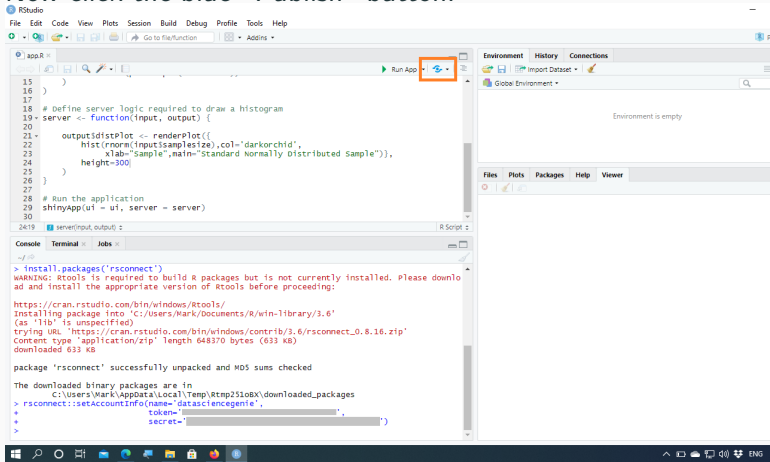 RStudio
File Edit Code View Plots Session Build Debug Profile Tools Help
Go to file/function Addins
app.R
Run App
15 )
16 )
17
18 # Define server logic required to draw a histogram
19 server <- function(input, output) {
20
21 output$distPlot <- renderPlot({
22 hist(rnorm(input$samplesize),col='darkorchid',
23 xlab="Sample",main="Standard Normally Distributed Sample")},
24 height=300
25 )
26 }
27
28 # Run the application
29 shinyApp(ui = ui, server = server)
30
24:19 server(input, output) R Script
Console Terminal Jobs
~/
> install.packages('rsconnect')
WARNING: Rtools is required to build R packages but is not currently installed. Please downlo
ad and install the appropriate version of Rtools before proceeding:
https://cran.rstudio.com/bin/windows/Rtools/
Installing package into 'C:/Users/Mark/Documents/R/win-library/3.6'
(as 'lib' is unspecified)
trying URL 'https://cran.rstudio.com/bin/windows/contrib/3.6/rsconnect_0.8.16.zip'
Content type 'application/zip' length 648370 bytes (633 KB)
downloaded 633 KB
package 'rsconnect' successfully unpacked and MD5 sums checked
The downloaded binary packages are in
C:\Users\Mark\AppData\Local\Temp\Rtmp251oBX\downloaded_packages
> rsconnect::setAccountInfo(name='datasciencegenie',
+ token='',
+ secret='')
>
Environment History Connections
Import Dataset
Global Environment
Environment is empty
Files Plots Packages Help Viewer
ENG